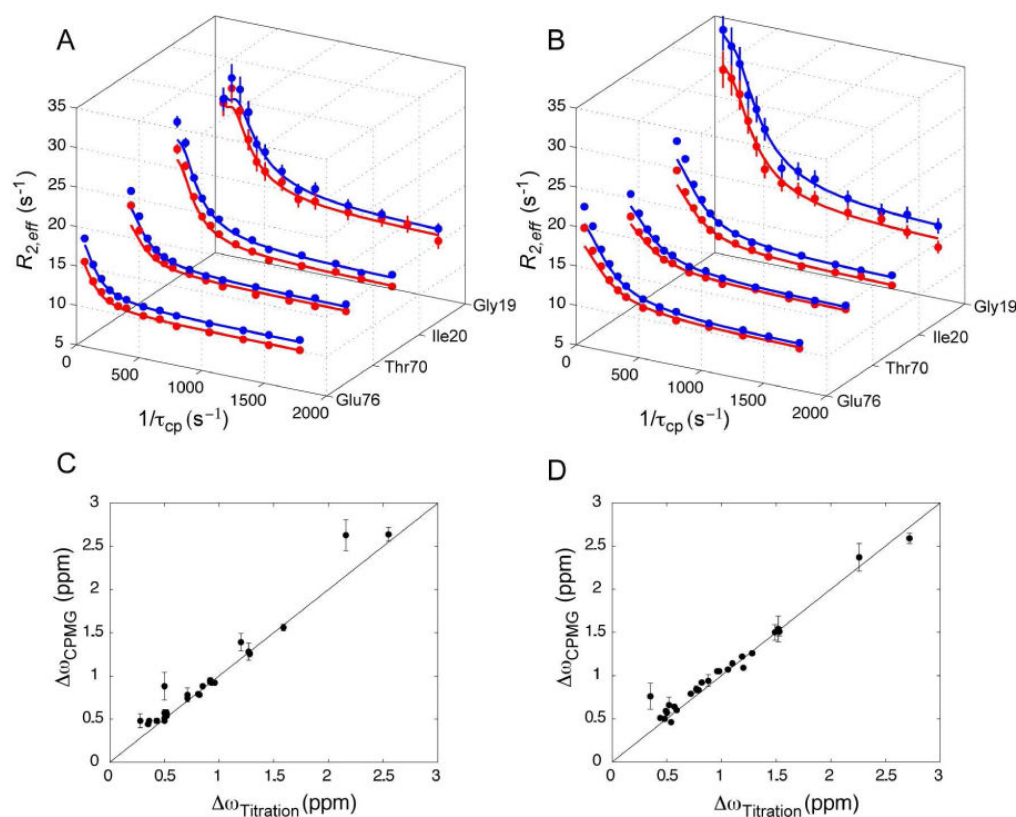 A
35
30
25
20
15
10
5
R2,eff (s−1)
0
500
1000
1500
2000
1/τcp (s−1)
Gly19
Ile20
Thr70
Glu76
B
35
30
25
20
15
10
5
R2,eff (s−1)
0
500
1000
1500
2000
1/τcp (s−1)
Gly19
Ile20
Thr70
Glu76
C
3
2.5
2
1.5
1
0.5
0
ΔωCPMG (ppm)
0
0.5
1
1.5
2
2.5
3
ΔωTitration (ppm)
D
3
2.5
2
1.5
1
0.5
0
ΔωCPMG (ppm)
0
0.5
1
1.5
2
2.5
3
ΔωTitration (ppm)